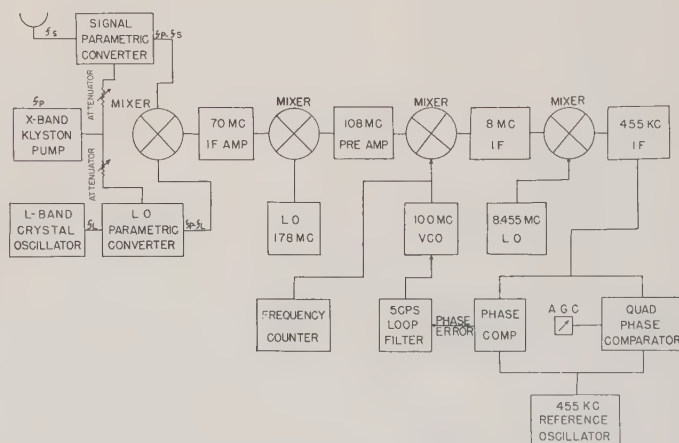 SIGNAL
PARAMETRIC
CONVERTER
fs
fP fs
ATTENUATOR
fP
X-BAND
KLYSTON
PUMP
MIXER
70 MC
IF AMP
MIXER
108 MC
PRE AMP
MIXER
8 MC
IF
MIXER
455 KC
IF
ATTENUATOR
L-BAND
CRYSTAL
OSCILLATOR
fL
L O
PARAMETRIC
CONVERTER
fP fL
L O
178 MC
100 MC
VCO
8.455 MC
L O
FREQUENCY
COUNTER
5CPS
LOOP
FILTER
PHASE
ERROR
PHASE
COMP
A G C
QUAD
PHASE
COMPARATOR
455 KC
REFERENCE
OSCILLATOR